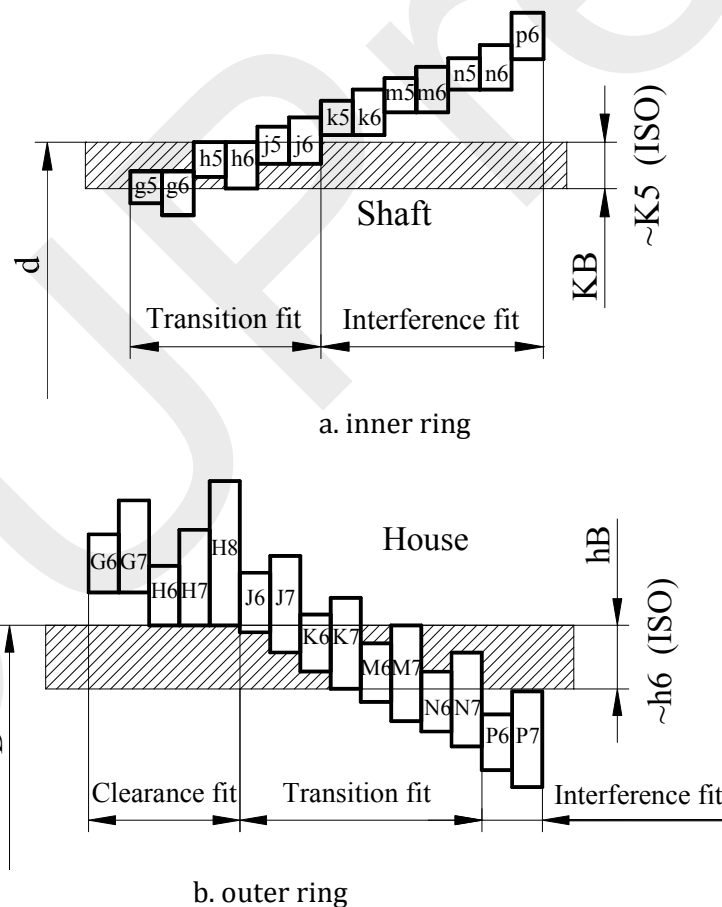 p6
n5 n6
m5 m6
k5 k6
j5 j6
h5 h6
g5 g6
Shaft
d
KB
~K5 (ISO)
Transition fit
Interference fit
a. inner ring
House
G6 G7
H6 H7 H8
J6 J7
K6 K7
M6 M7
N6 N7
P6 P7
hB
~h6 (ISO)
Clearance fit
Transition fit
Interference fit
b. outer ring